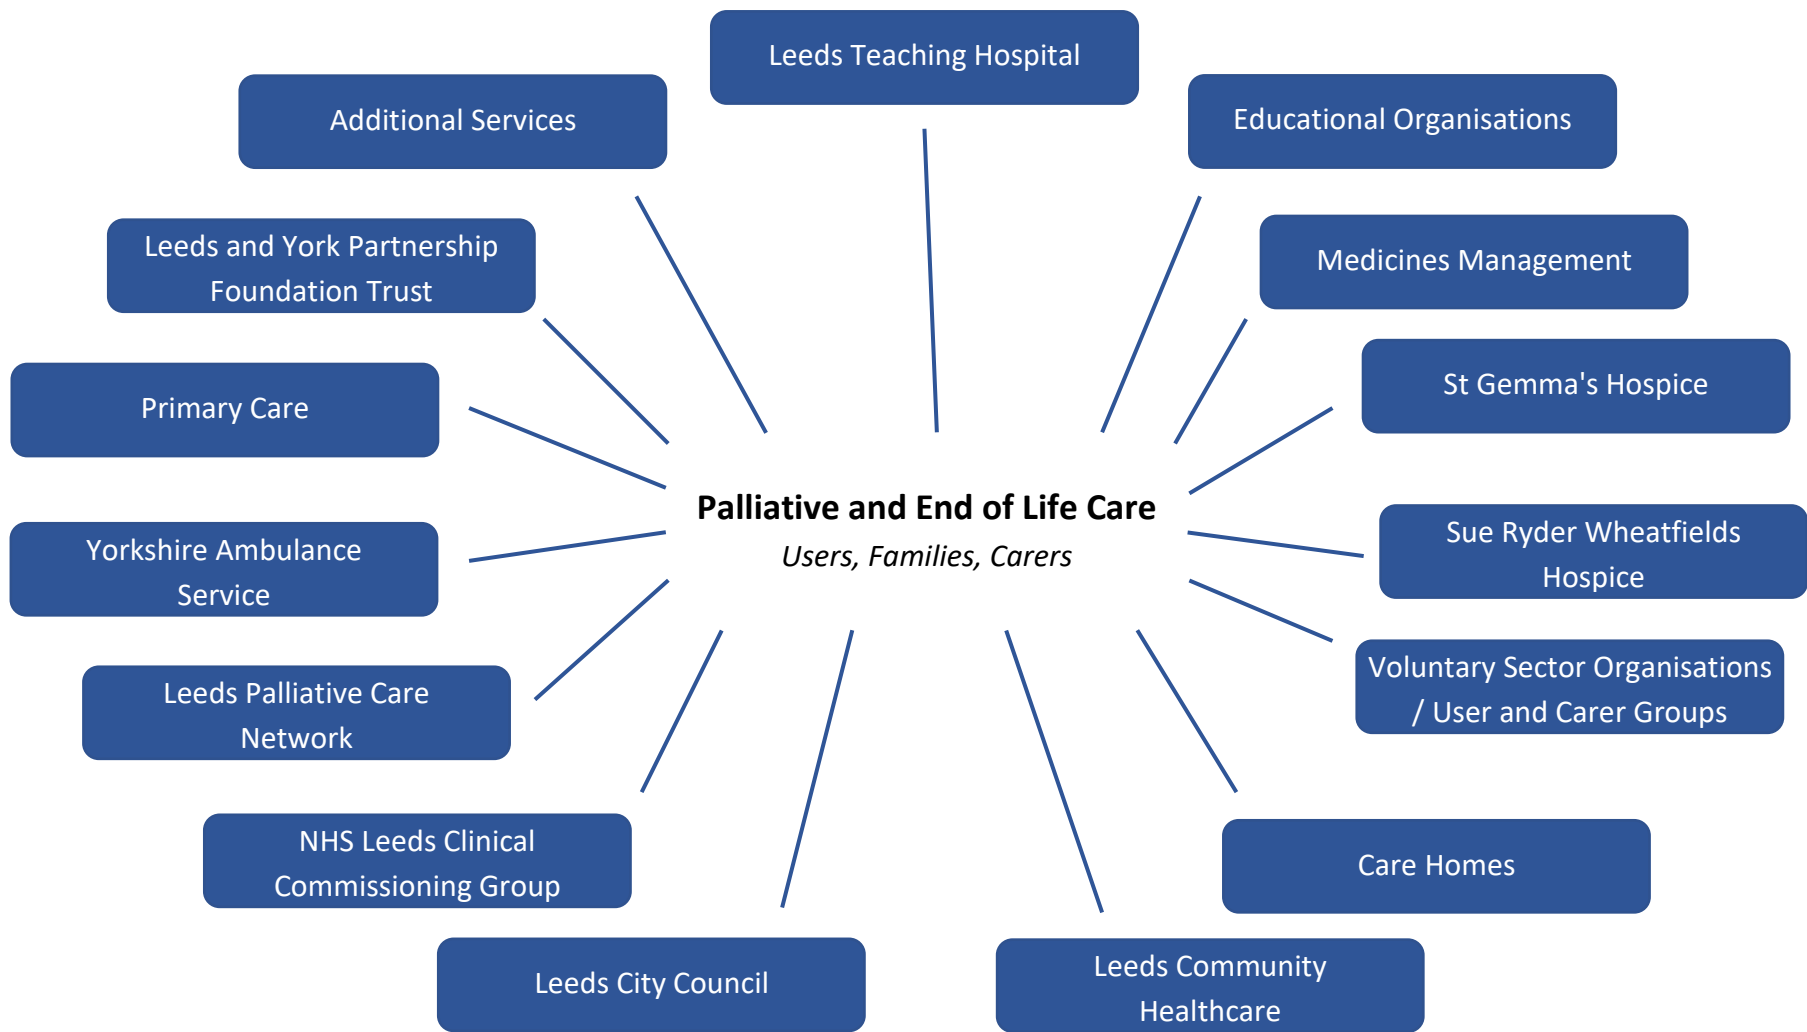 Leeds Teaching Hospital
Additional Services
Educational Organisations
Leeds and York Partnership
Foundation Trust
Medicines Management
Primary Care
St Gemma's Hospice
Palliative and End of Life Care
Users, Families, Carers
Yorkshire Ambulance
Service
Sue Ryder Wheatfields
Hospice
Leeds Palliative Care
Network
Voluntary Sector Organisations
/ User and Carer Groups
NHS Leeds Clinical
Commissioning Group
Care Homes
Leeds City Council
Leeds Community
Healthcare